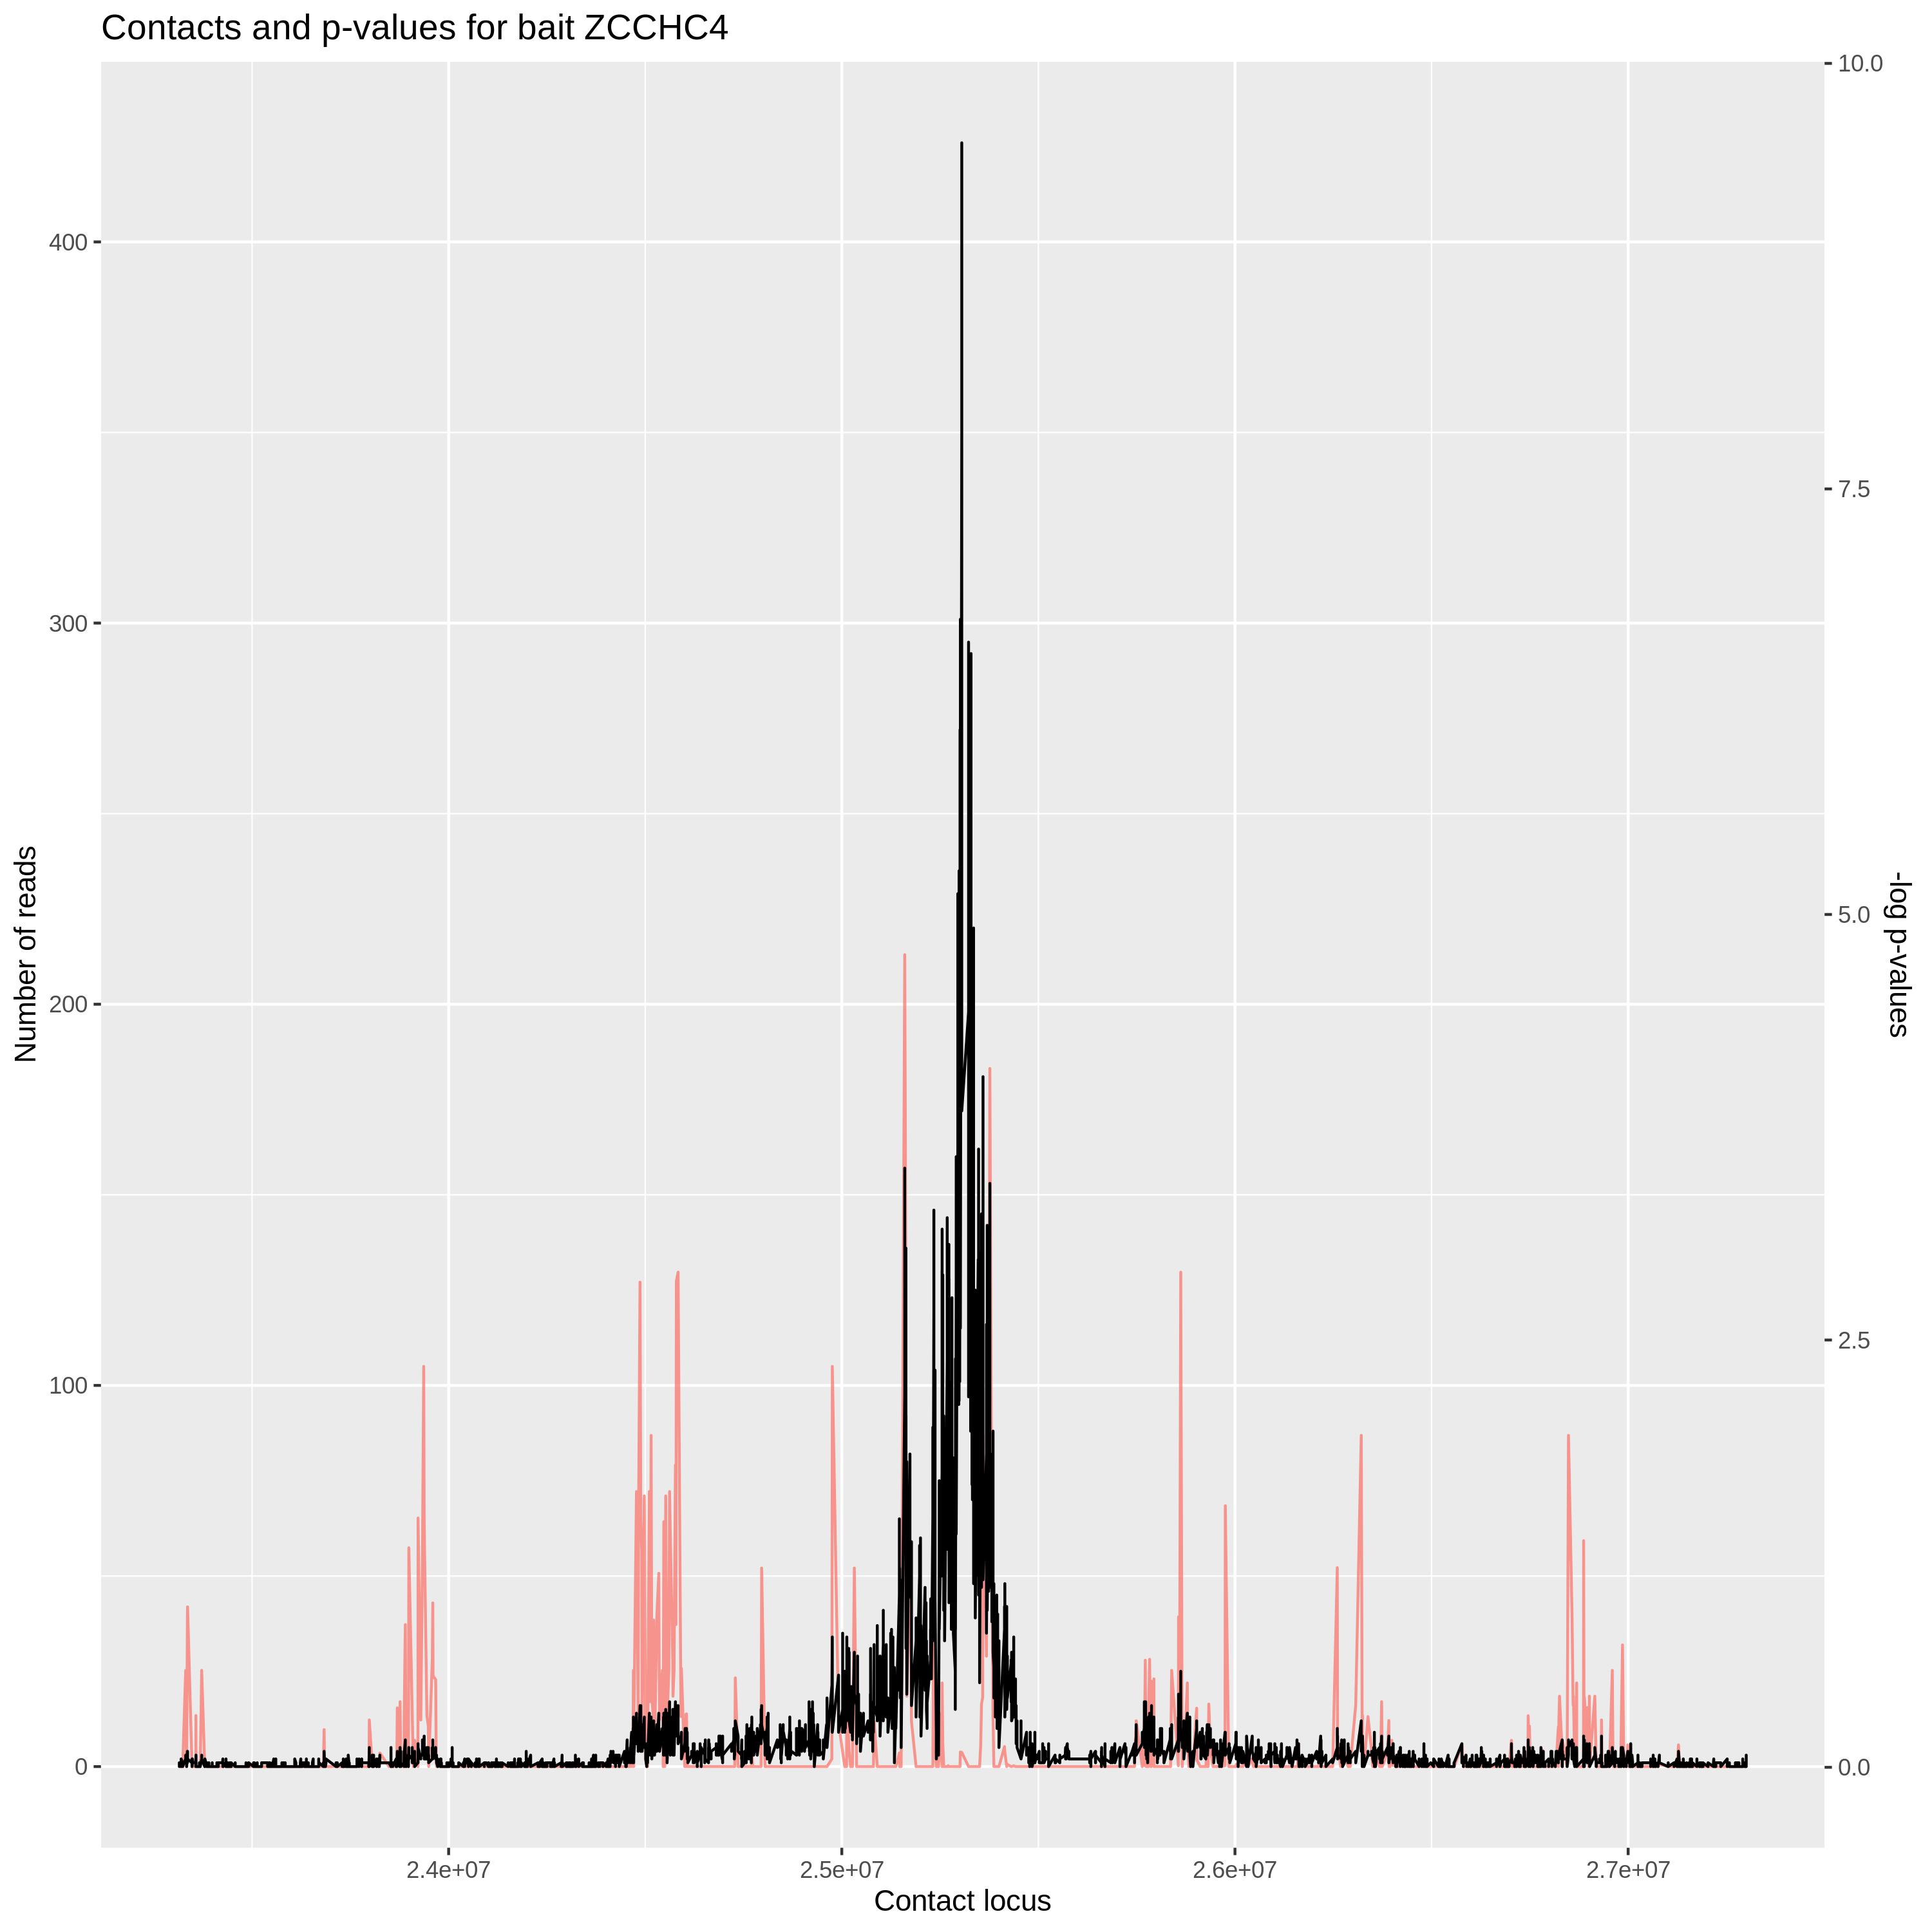 Contacts and p-values for bait ZCCHC4
10.0
400
7.5
300
Number of reads
-log p-values
5.0
200
2.5
100
0
0.0
2.4e+07
2.5e+07
2.6e+07
2.7e+07
Contact locus